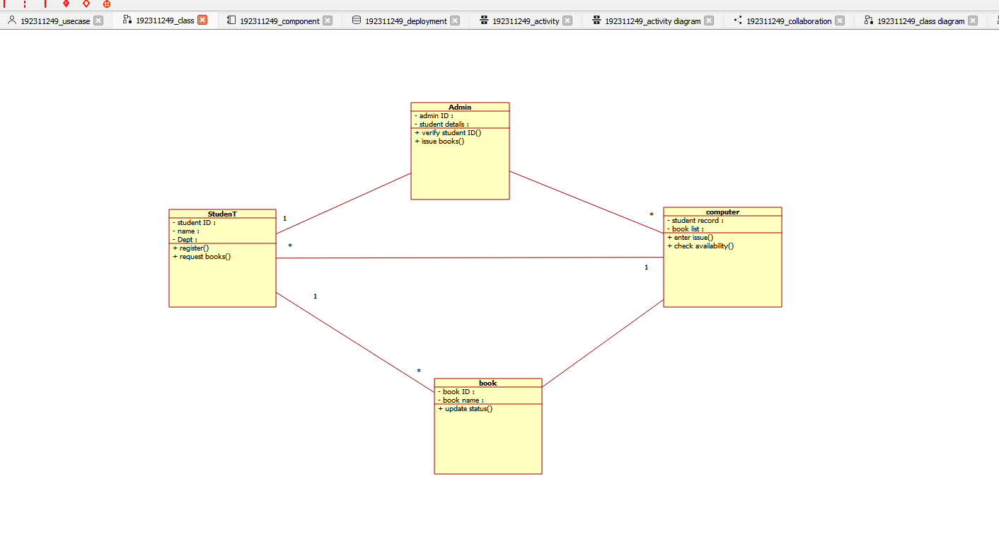 192311249_usecase
192311249_class
192311249_component
192311249_deployment
192311249_activity
192311249_activity diagram
192311249_collaboration
192311249_class diagram
Admin
- admin ID :
- student details :
+ verify student ID()
+ issue books()
StudenT
- student ID :
- name :
- Dept :
+ register()
+ request books()
1
*
1
*
computer
- student record :
- book list :
+ enter issue()
+ check availability()
1
*
book
- book ID :
- book name :
+ update status()